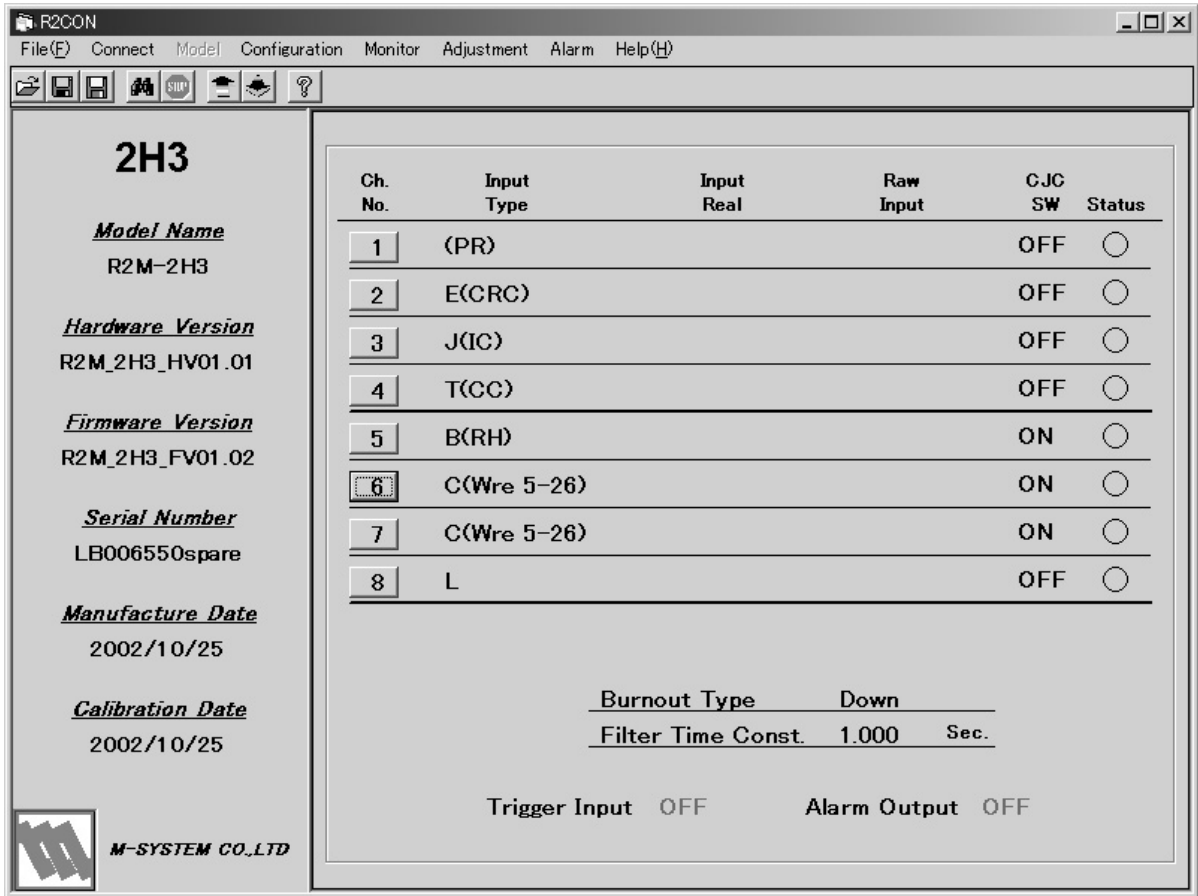 R2CON
File(F) Connect Model Configuration Monitor Adjustment Alarm Help(H)
STOP
2H3
Model Name
R2M-2H3
Hardware Version
R2M_2H3_HV01.01
Firmware Version
R2M_2H3_FV01.02
Serial Number
LB006550spare
Manufacture Date
2002/10/25
Calibration Date
2002/10/25
M-SYSTEM CO.,LTD
Ch. Input Input Raw CJC
No. Type Real Input SW Status
1 (PR) OFF
2 E(CRC) OFF
3 J(IC) OFF
4 T(CC) OFF
5 B(RH) ON
6 C(Wre 5-26) ON
7 C(Wre 5-26) ON
8 L OFF
Burnout Type Down
Filter Time Const. 1.000 Sec.
Trigger Input OFF Alarm Output OFF